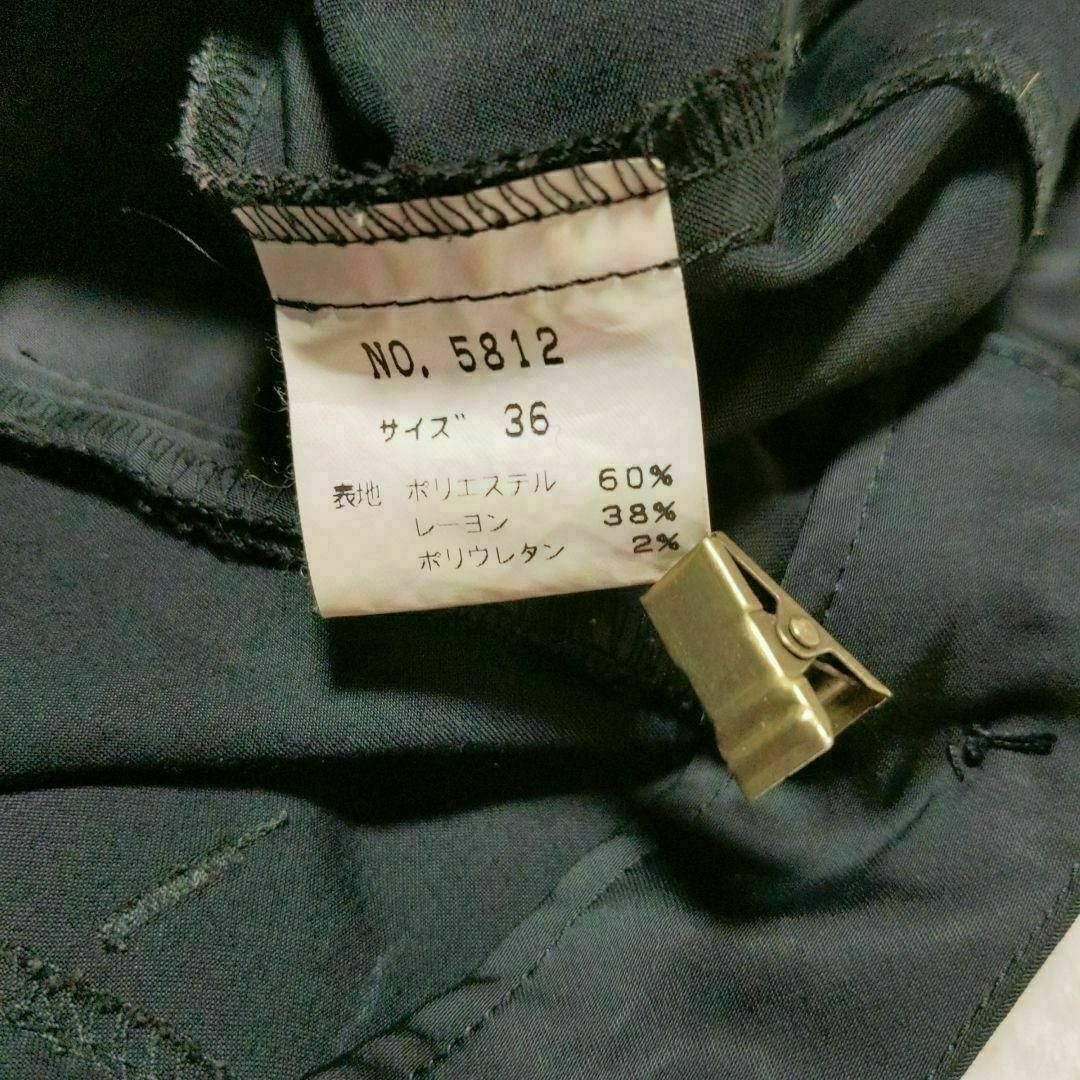 NO. 5812
サイズ 36
表地 ポリエステル 60%
レーヨン 38%
ポリウレタン 2%